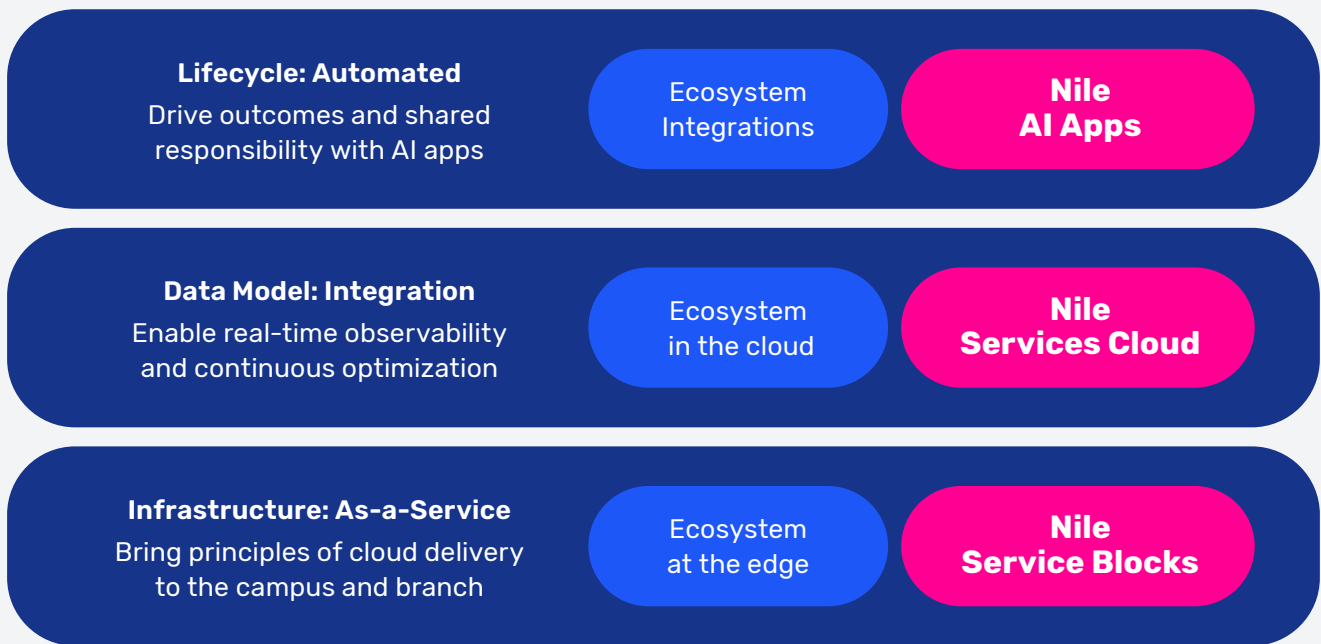 Lifecycle: Automated
Drive outcomes and shared
responsibility with AI apps
Ecosystem
Integrations
Nile
AI Apps
Data Model: Integration
Enable real-time observability
and continuous optimization
Ecosystem
in the cloud
Nile
Services Cloud
Infrastructure: As-a-Service
Bring principles of cloud delivery
to the campus and branch
Ecosystem
at the edge
Nile
Service Blocks